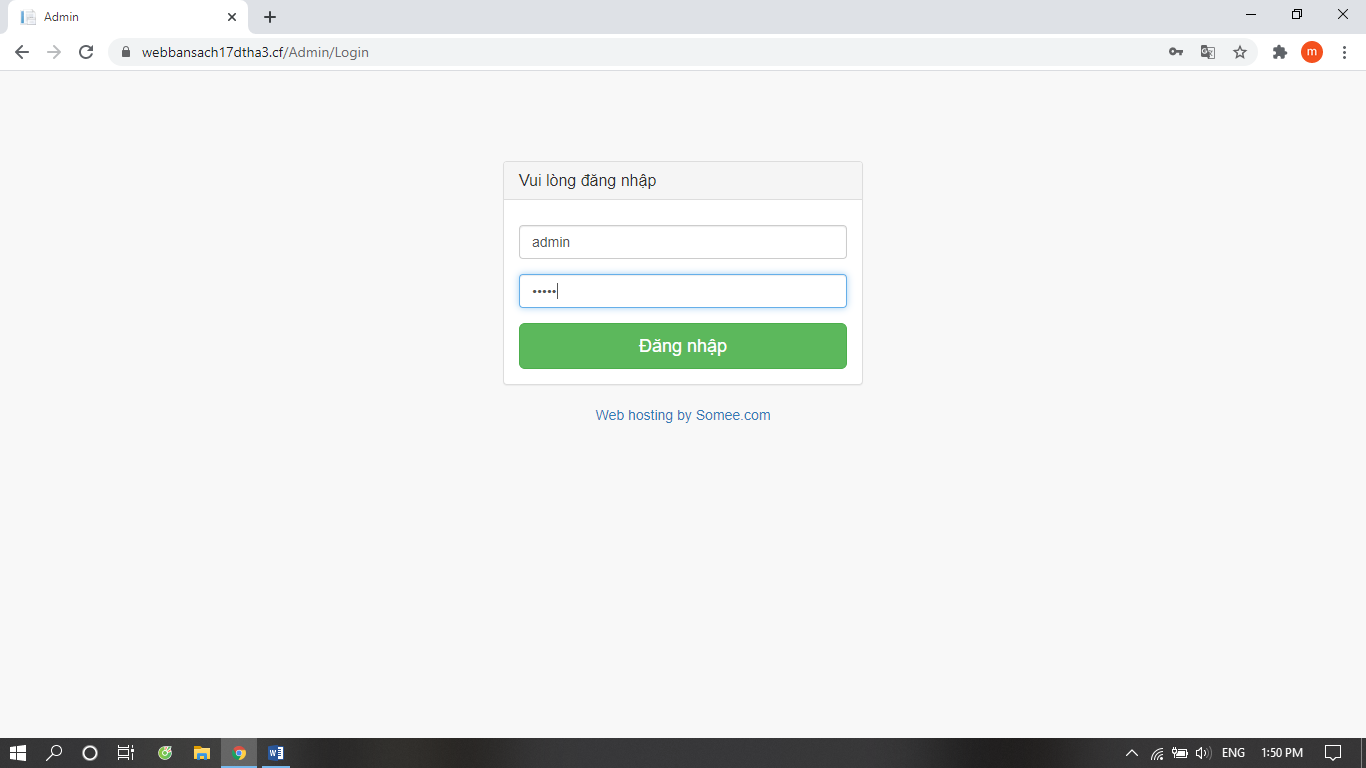 Admin
webbansach17dtha3.cf/Admin/Login
m
Vui lòng đăng nhập
admin
•••••
Đăng nhập
Web hosting by Somee.com
ENG
1:50 PM